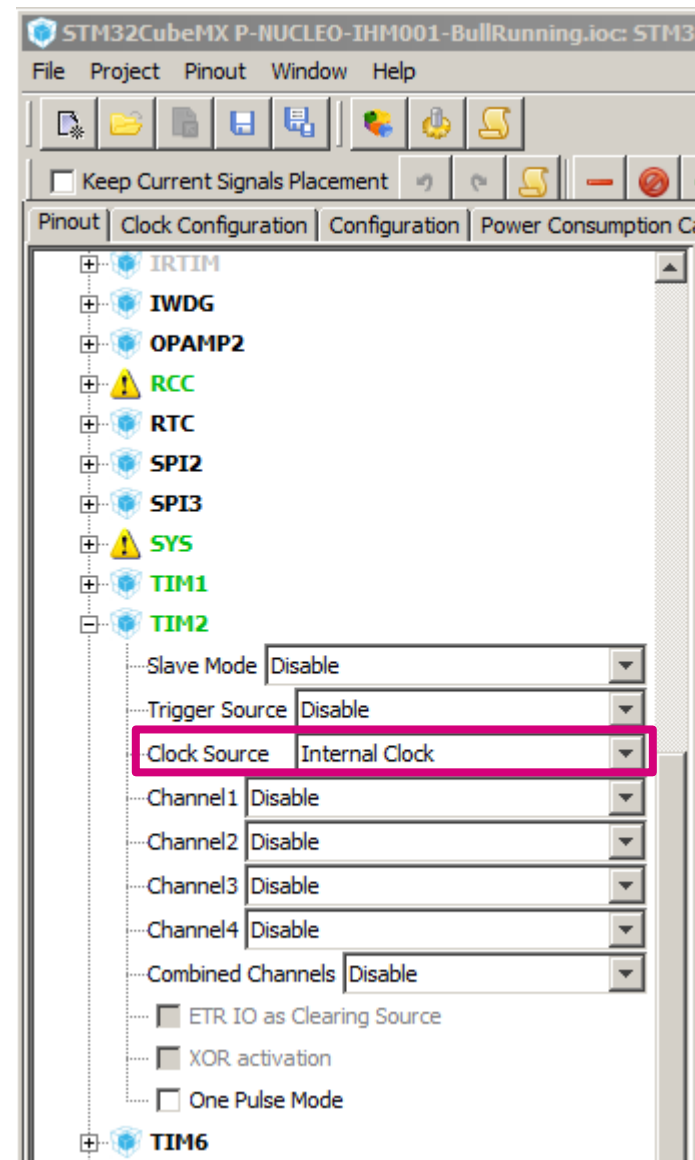 STM32CubeMX P-NUCLEO-IHM001-BullRunning.ioc: STM3
File Project Pinout Window Help
Keep Current Signals Placement
Pinout Clock Configuration Configuration Power Consumption Ca
IRTIM
IWDG
OPAMP2
RCC
RTC
SPI2
SPI3
SYS
TIM1
TIM2
Slave Mode Disable
Trigger Source Disable
Clock Source Internal Clock
Channel1 Disable
Channel2 Disable
Channel3 Disable
Channel4 Disable
Combined Channels Disable
ETR IO as Clearing Source
XOR activation
One Pulse Mode
TIM6